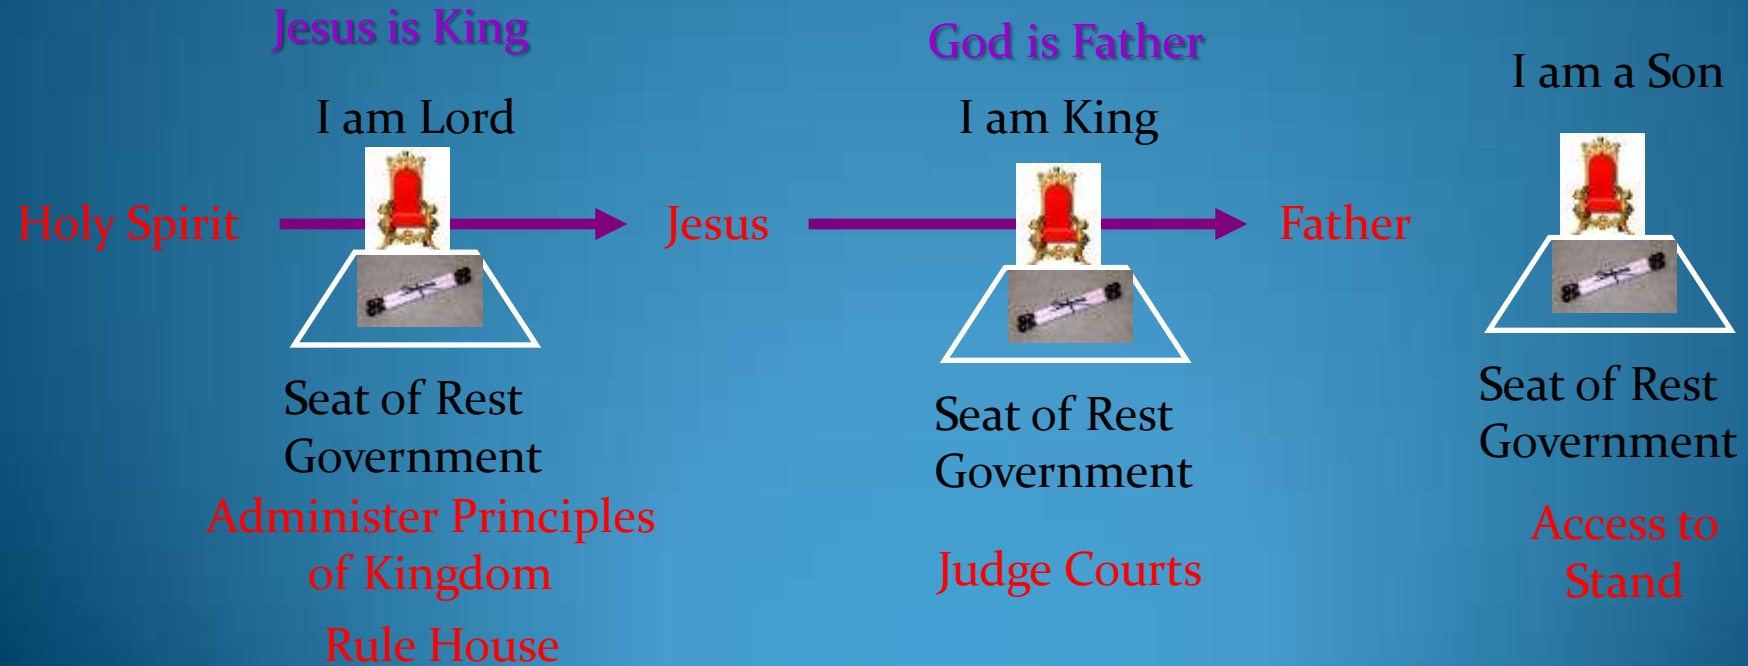 Jesus is King
God is Father
I am a Son
I am Lord
I am King
Holy Spirit
Jesus
Father
Seat of Rest
Government
Seat of Rest
Government
Seat of Rest
Government
Administer Principles
of Kingdom
Rule House
Judge Courts
Access to
Stand